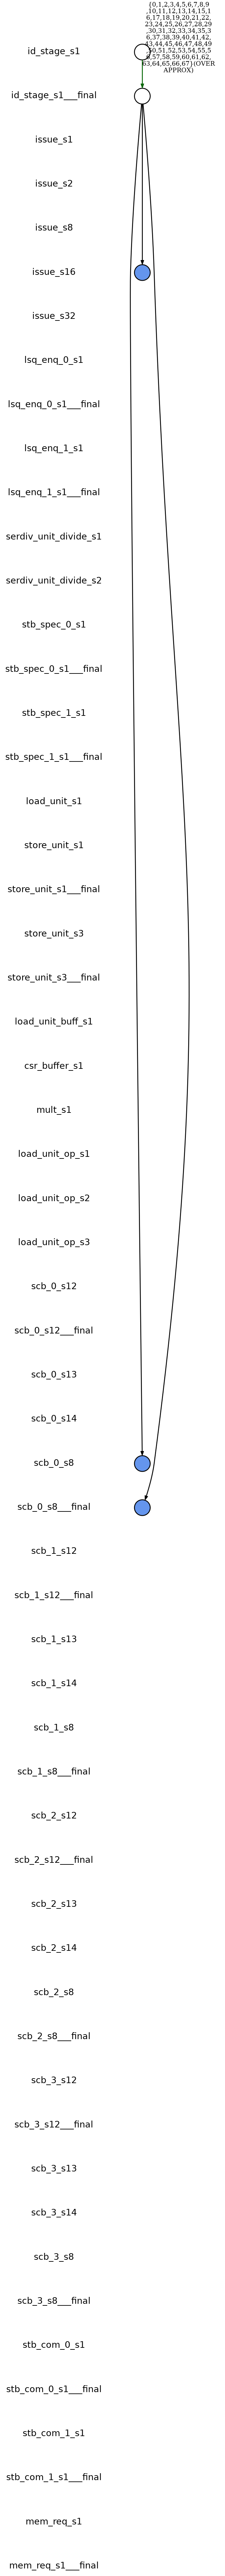 {0,1,2,3,4,5,6,7,8,9
,10,11,12,13,14,15,1
6,17,18,19,20,21,22,
23,24,25,26,27,28,29
,30,31,32,33,34,35,3
6,37,38,39,40,41,42,
43,44,45,46,47,48,49
,50,51,52,53,54,55,5
6,57,58,59,60,61,62,
63,64,65,66,67}(OVER
APPROX)
id_stage_s1
id_stage_s1___final
issue_s1
issue_s2
issue_s8
issue_s16
issue_s32
lsq_enq_0_s1
lsq_enq_0_s1___final
lsq_enq_1_s1
lsq_enq_1_s1___final
serdiv_unit_divide_s1
serdiv_unit_divide_s2
stb_spec_0_s1
stb_spec_0_s1___final
stb_spec_1_s1
stb_spec_1_s1___final
load_unit_s1
store_unit_s1
store_unit_s1___final
store_unit_s3
store_unit_s3___final
load_unit_buff_s1
csr_buffer_s1
mult_s1
load_unit_op_s1
load_unit_op_s2
load_unit_op_s3
scb_0_s12
scb_0_s12___final
scb_0_s13
scb_0_s14
scb_0_s8
scb_0_s8___final
scb_1_s12
scb_1_s12___final
scb_1_s13
scb_1_s14
scb_1_s8
scb_1_s8___final
scb_2_s12
scb_2_s12___final
scb_2_s13
scb_2_s14
scb_2_s8
scb_2_s8___final
scb_3_s12
scb_3_s12___final
scb_3_s13
scb_3_s14
scb_3_s8
scb_3_s8___final
stb_com_0_s1
stb_com_0_s1___final
stb_com_1_s1
stb_com_1_s1___final
mem_req_s1
mem_req_s1___final